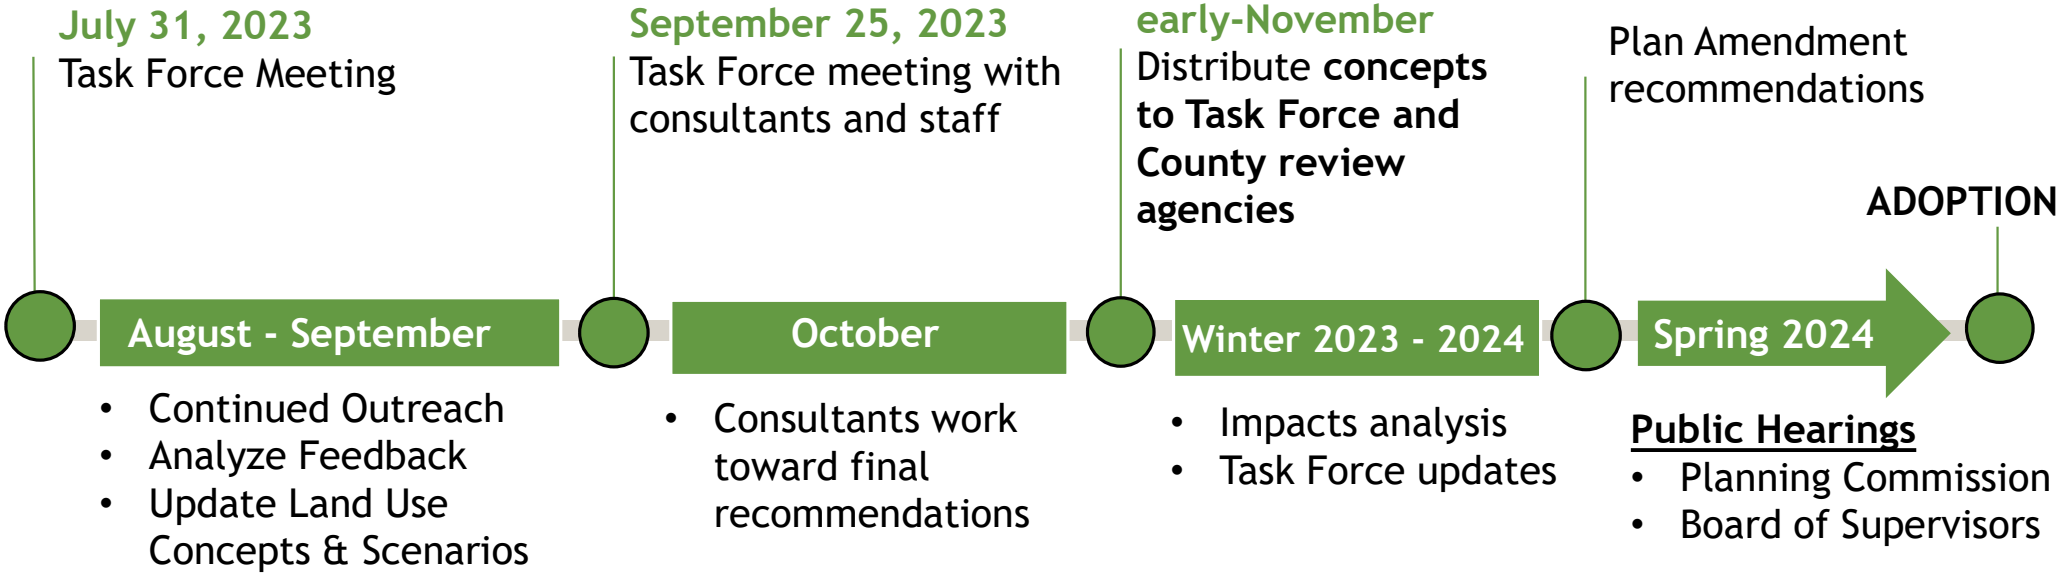 July 31, 2023
Task Force Meeting
September 25, 2023
Task Force meeting with
consultants and staff
early-November
Distribute concepts
to Task Force and
County review
agencies
Plan Amendment
recommendations
ADOPTION
August - September
October
Winter 2023 - 2024
Spring 2024
• Continued Outreach
• Analyze Feedback
• Update Land Use
Concepts & Scenarios
• Consultants work
toward final
recommendations
• Impacts analysis
• Task Force updates
Public Hearings
• Planning Commission
• Board of Supervisors